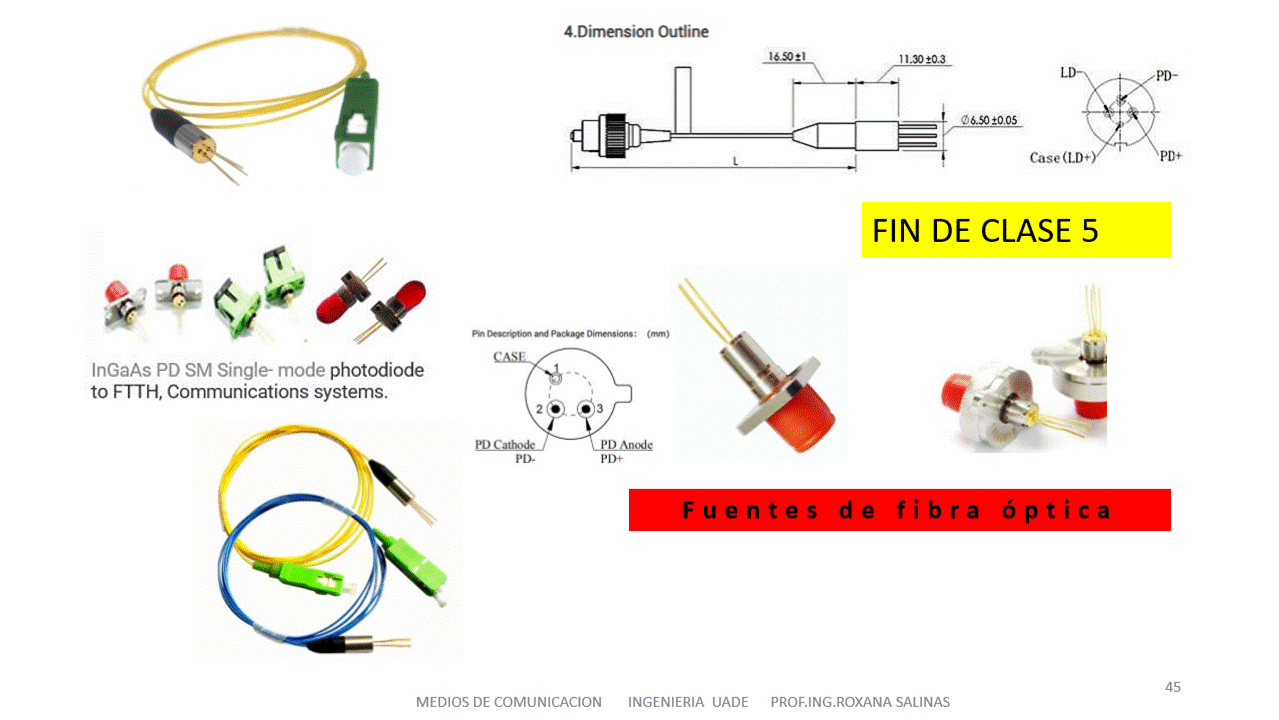 4.Dimension Outline
16.50 ±1
11.30 ±0.3
LD-
PD-
Ø6.50 ±0.05
Case(LD+)
PD+
L
FIN DE CLASE 5
InGaAs PD SM Single- mode photodiode
to FTTH, Communications systems.
Pin Description and Package Dimensions: (mm)
CASE
1
2
3
PD Cathode
PD-
PD Anode
PD+
Fuentes de fibra óptica
45
MEDIOS DE COMUNICACION INGENIERIA UADE PROF.ING.ROXANA SALINAS